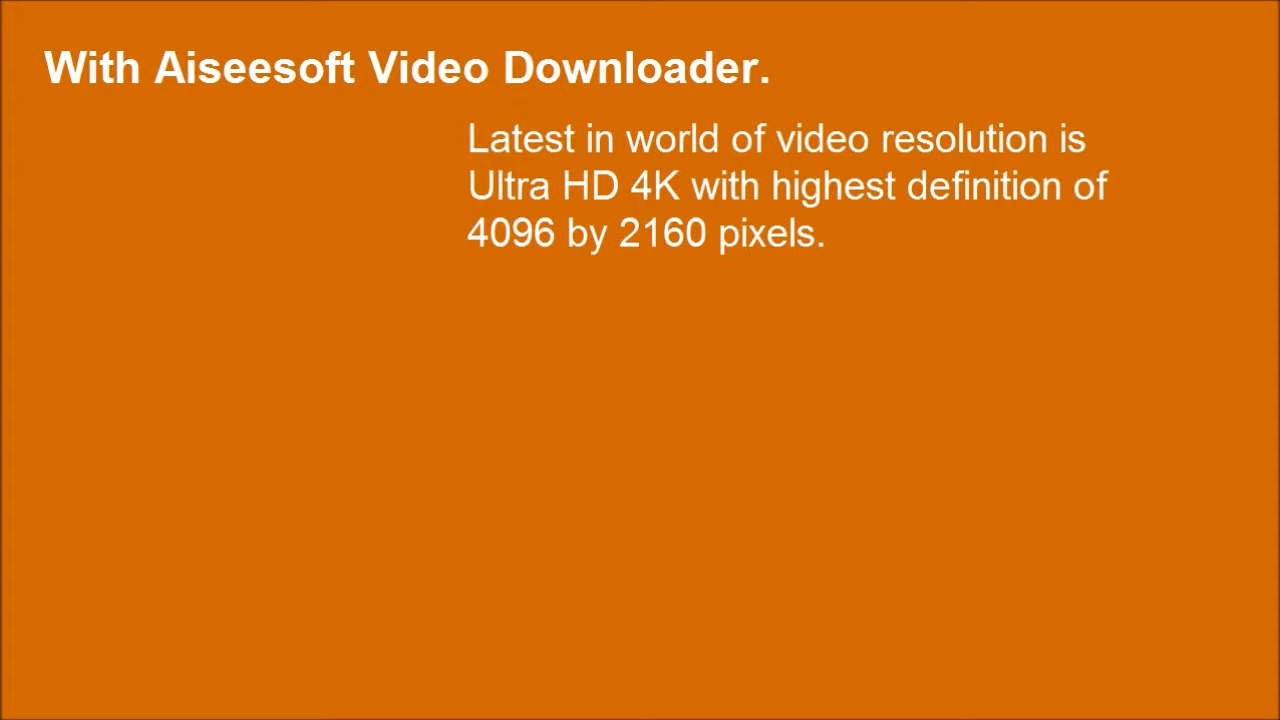 With Aiseesoft Video Downloader.
Latest in world of video resolution is
Ultra HD 4K with highest definition of
4096 by 2160 pixels.